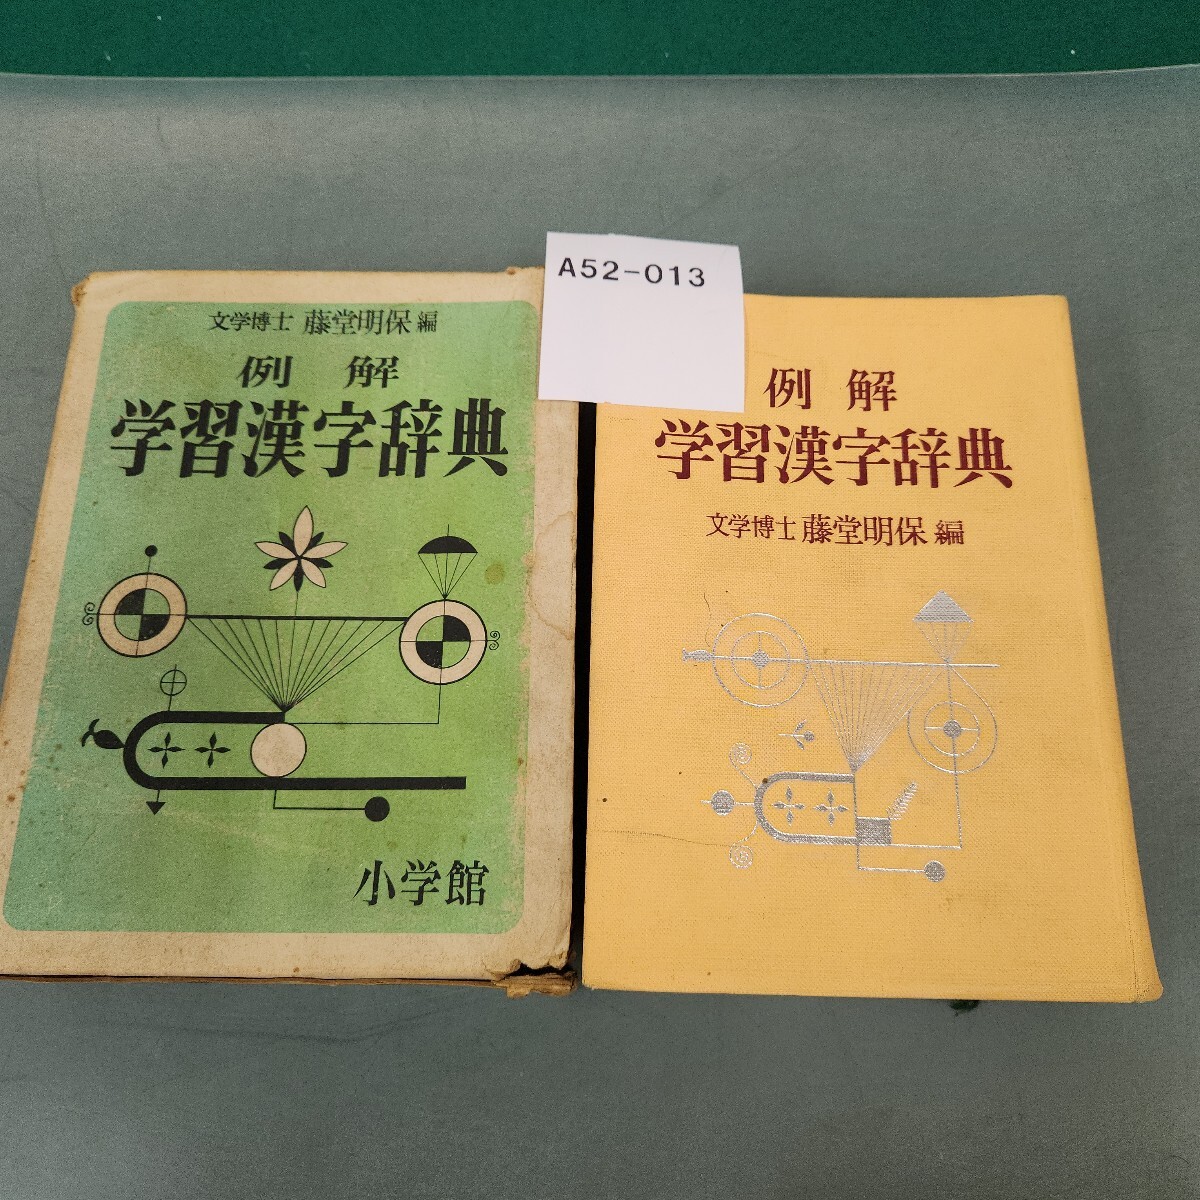 A52-013
文学博士 藤堂明保 編
例解
学習漢字辞典
小学館
例解
学習漢字辞典
文学博士 藤堂明保 編